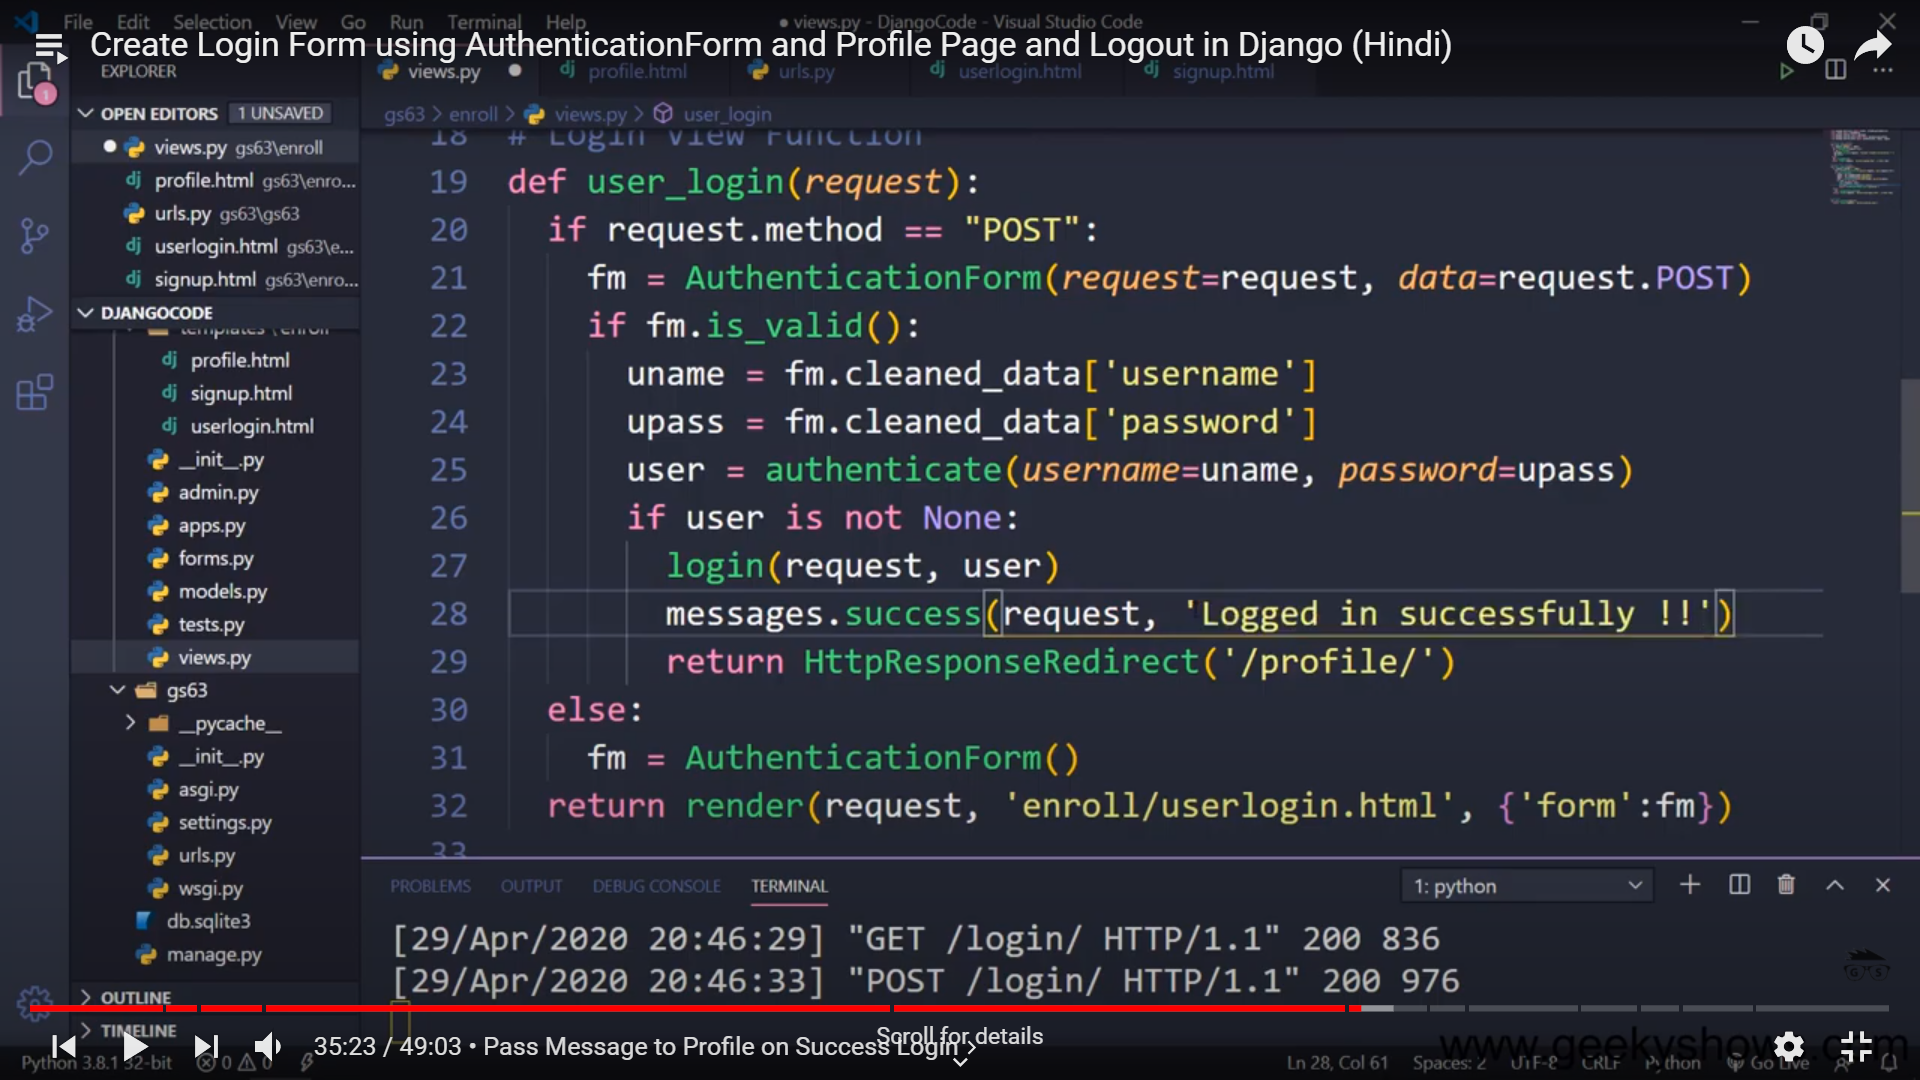 File Edit Selection View Go Run Terminal Help
● views.py - DjangoCode - Visual Studio Code
Create Login Form using AuthenticationForm and Profile Page and Logout in Django (Hindi)
EXPLORER
views.py profile.html urls.py userlogin.html signup.html
OPEN EDITORS 1 UNSAVED
views.py gs63\enroll
profile.html gs63\enro...
urls.py gs63\gs63
userlogin.html gs63\e...
signup.html gs63\enro...
DJANGOCODE
templates \ enroll
profile.html
signup.html
userlogin.html
__init__.py
admin.py
apps.py
forms.py
models.py
tests.py
views.py
gs63
__pycache__
__init__.py
asgi.py
settings.py
urls.py
wsgi.py
db.sqlite3
manage.py
OUTLINE
TIMELINE
gs63 > enroll > views.py > user_login
18 # Login View Function
19 def user_login(request):
20 if request.method == "POST":
21 fm = AuthenticationForm(request=request, data=request.POST)
22 if fm.is_valid():
23 uname = fm.cleaned_data['username']
24 upass = fm.cleaned_data['password']
25 user = authenticate(username=uname, password=upass)
26 if user is not None:
27 login(request, user)
28 messages.success(request, 'Logged in successfully !!')
29 return HttpResponseRedirect('/profile/')
30 else:
31 fm = AuthenticationForm()
32 return render(request, 'enroll/userlogin.html', {'form':fm})
33
PROBLEMS OUTPUT DEBUG CONSOLE TERMINAL 1: python
[29/Apr/2020 20:46:29] "GET /login/ HTTP/1.1" 200 836
[29/Apr/2020 20:46:33] "POST /login/ HTTP/1.1" 200 976
35:23 / 49:03 • Pass Message to Profile on Success Login >
Scroll for details
Python 3.8.1 32-bit 0 0
Ln 28, Col 61 Spaces: 2 UTF-8 CRLF Python Go Live